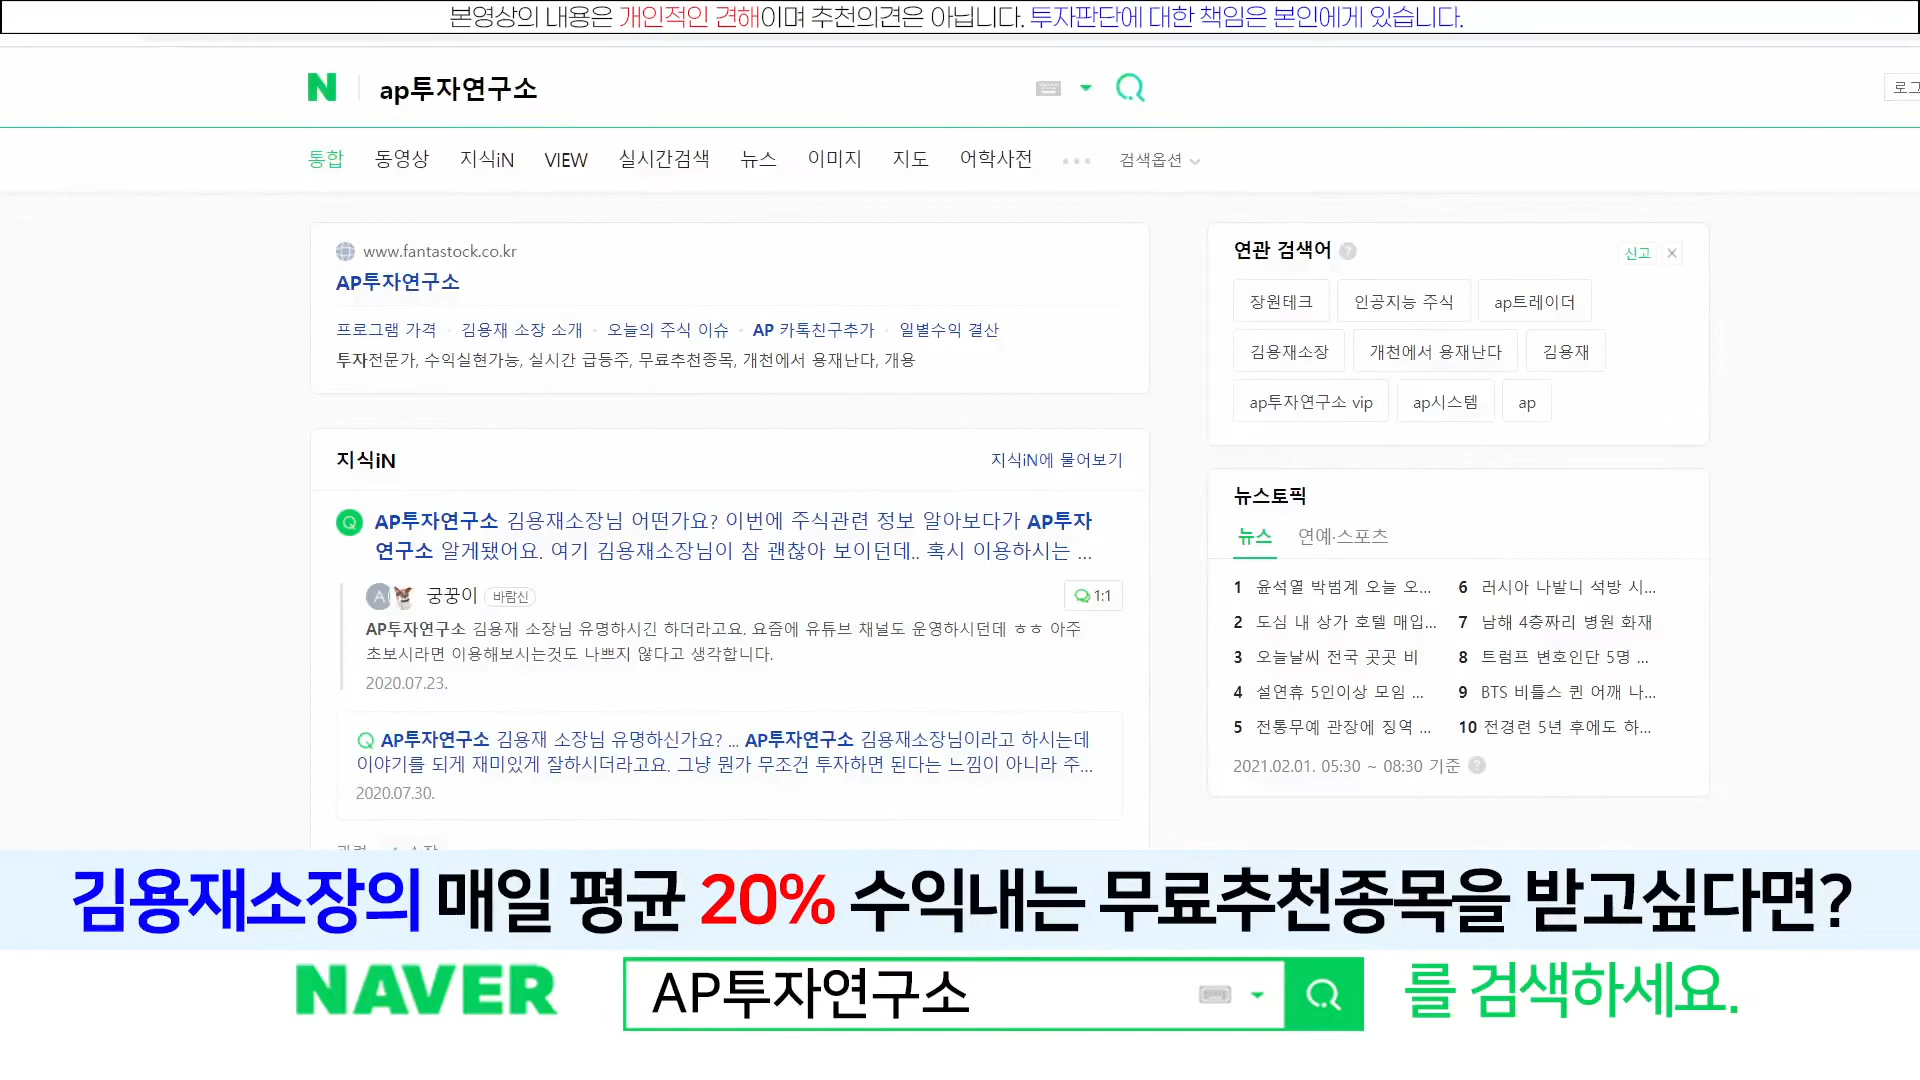 본영상의 내용은 개인적인 견해이며 추천의견은 아닙니다. 투자판단에 대한 책임은 본인에게 있습니다.
N ap투자연구소
로그
통합 동영상 지식iN VIEW 실시간검색 뉴스 이미지 지도 어학사전 ••• 검색옵션
www.fantastock.co.kr
AP투자연구소
프로그램 가격 · 김용재 소장 소개 · 오늘의 주식 이슈 · AP 카톡친구추가 · 일별수익 결산
투자전문가, 수익실현가능, 실시간 급등주, 무료추천종목, 개천에서 용재난다, 개용
지식iN 지식iN에 물어보기
Q AP투자연구소 김용재소장님 어떤가요? 이번에 주식관련 정보 알아보다가 AP투자
연구소 알게됐어요. 여기 김용재소장님이 참 괜찮아 보이던데.. 혹시 이용하시는 ...
A 궁꿍이 바람신 1:1
AP투자연구소 김용재 소장님 유명하시긴 하더라고요. 요즘에 유튜브 채널도 운영하시던데 ㅎㅎ 아주
초보시라면 이용해보시는것도 나쁘지 않다고 생각합니다.
2020.07.23.
Q AP투자연구소 김용재 소장님 유명하신가요? ... AP투자연구소 김용재소장님이라고 하시는데
이야기를 되게 재미있게 잘하시더라고요. 그냥 뭔가 무조건 투자하면 된다는 느낌이 아니라 주...
2020.07.30.
연관 검색어 ? 신고 ×
장원테크 인공지능 주식 ap트레이더
김용재소장 개천에서 용재난다 김용재
ap투자연구소 vip ap시스템 ap
뉴스토픽
뉴스 연예·스포츠
1 윤석열 박범계 오늘 오... 6 러시아 나발니 석방 시...
2 도심 내 상가 호텔 매입... 7 남해 4층짜리 병원 화재
3 오늘날씨 전국 곳곳 비 8 트럼프 변호인단 5명 ...
4 설연휴 5인이상 모임 ... 9 BTS 비틀스 퀸 어깨 나...
5 전통무예 관장에 징역 ... 10 전경련 5년 후에도 하...
2021.02.01. 05:30 ~ 08:30 기준 ?
김용재소장의 매일 평균 20% 수익내는 무료추천종목을 받고싶다면?
NAVER AP투자연구소 를 검색하세요.